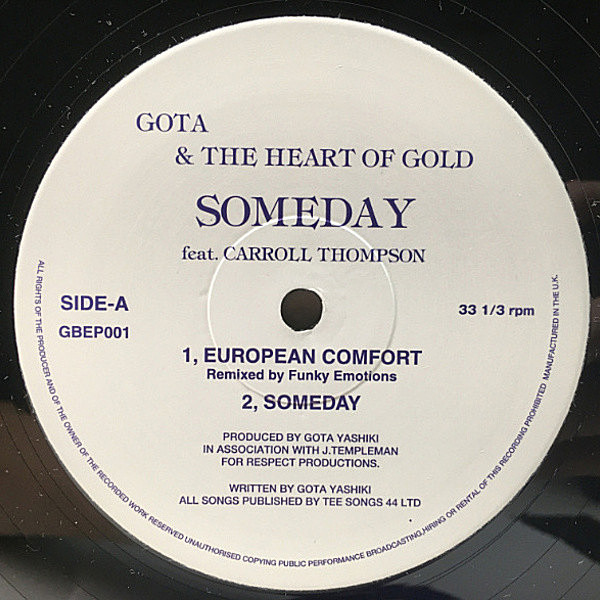 GOTA
& THE HEART OF GOLD
SOMEDAY
feat. CARROLL THOMPSON
SIDE-A
GBEP001
33 1/3 rpm
1, EUROPEAN COMFORT
Remixed by Funky Emotions
2, SOMEDAY
PRODUCED BY GOTA YASHIKI
IN ASSOCIATION WITH J.TEMPLEMAN
FOR RESPECT PRODUCTIONS.
WRITTEN BY GOTA YASHIKI
ALL SONGS PUBLISHED BY TEE SONGS 44 LTD
ALL RIGHTS OF THE PRODUCER AND OF THE OWNER OF THE RECORDED WORK RESERVED UNAUTHORISED COPYING PUBLIC PERFORMANCE BROADCASTING,HIRING OR RENTAL OF THIS RECORDING PROHIBITED MANUFACTURED IN THE U.K.